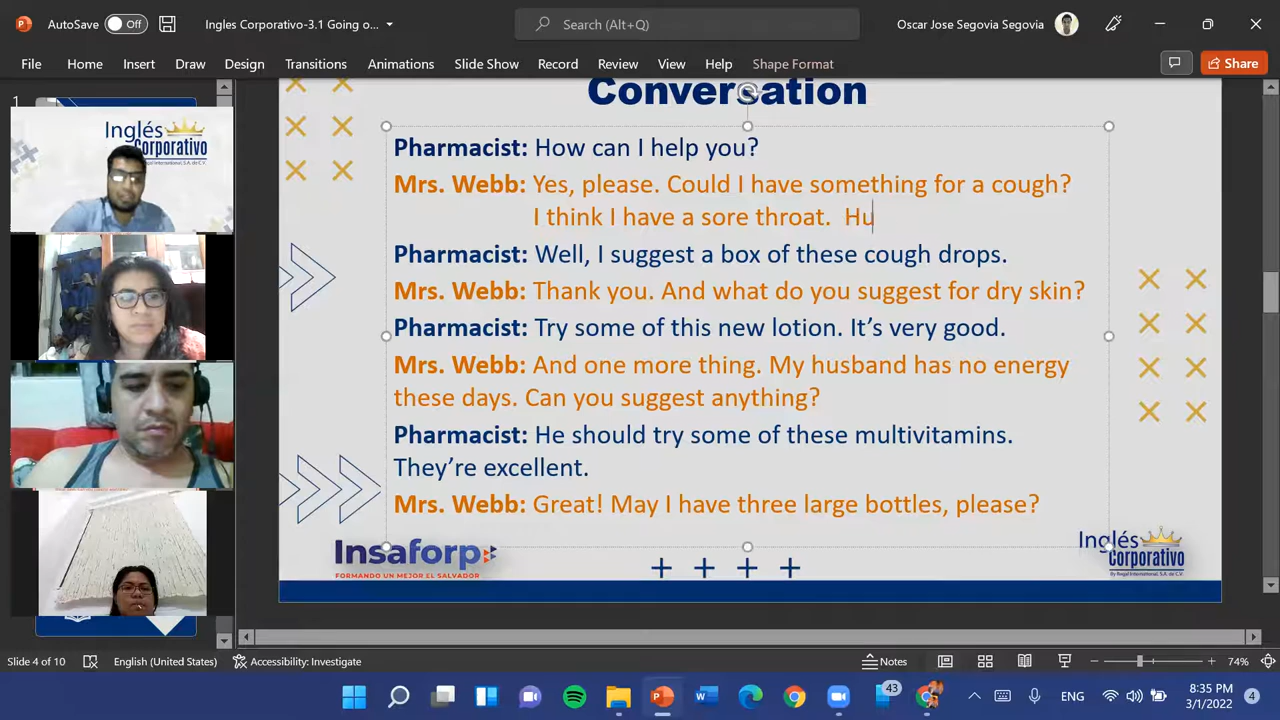 AutoSave Off Ingles Corporativo-3.1 Going o... Search (Alt+Q) Oscar Jose Segovia Segovia
File Home Insert Draw Design Transitions Animations Slide Show Record Review View Help Shape Format Share
1
Inglés
Corporativo
Conversation
Pharmacist: How can I help you?
Mrs. Webb: Yes, please. Could I have something for a cough?
I think I have a sore throat. Hu
Pharmacist: Well, I suggest a box of these cough drops.
Mrs. Webb: Thank you. And what do you suggest for dry skin?
Pharmacist: Try some of this new lotion. It’s very good.
Mrs. Webb: And one more thing. My husband has no energy
these days. Can you suggest anything?
Pharmacist: He should try some of these multivitamins.
They’re excellent.
Mrs. Webb: Great! May I have three large bottles, please?
Insaforp
FORMANDO UN MEJOR EL SALVADOR
Inglés
Corporativo
By Regal International, S.A. de C.V.
Slide 4 of 10 English (United States) Accessibility: Investigate Notes 74%
43 ENG 8:35 PM
3/1/2022 4